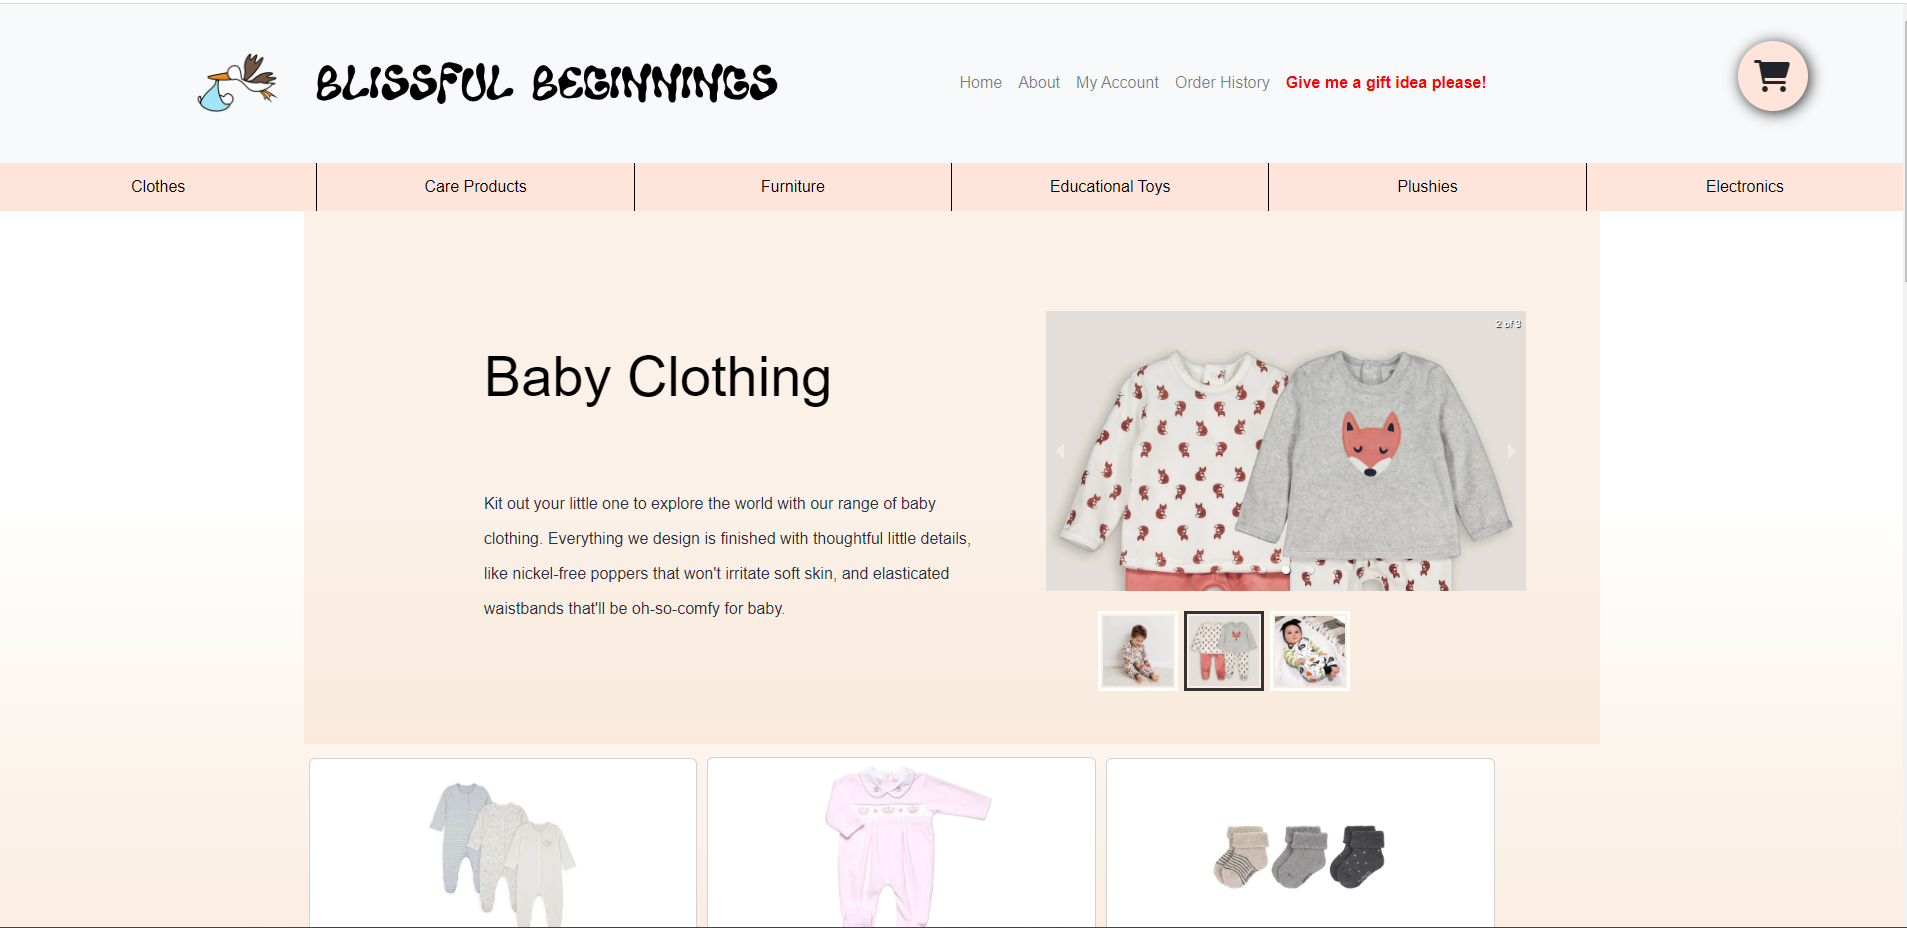 BLISSFUL BEGINNINGS
Home About My Account Order History Give me a gift idea please!
Clothes Care Products Furniture Educational Toys Plushies Electronics
2 of 3
Baby Clothing
Kit out your little one to explore the world with our range of baby
clothing. Everything we design is finished with thoughtful little details,
like nickel-free poppers that won't irritate soft skin, and elasticated
waistbands that'll be oh-so-comfy for baby.